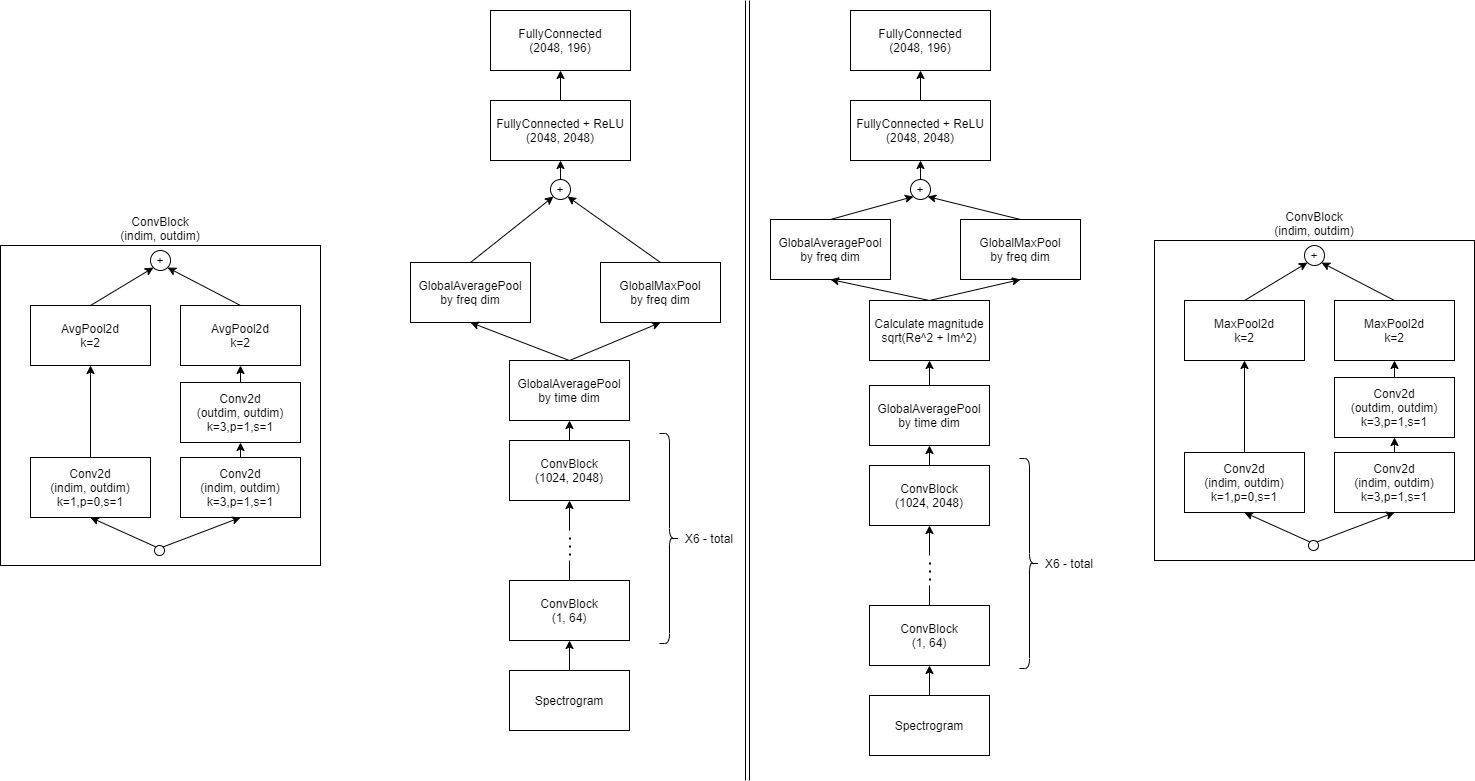 FullyConnected
(2048, 196)
FullyConnected + ReLU
(2048, 2048)
+
GlobalAveragePool
by freq dim
GlobalMaxPool
by freq dim
GlobalAveragePool
by time dim
ConvBlock
(1024, 2048)
X6 - total
ConvBlock
(1, 64)
Spectrogram
ConvBlock
(indim, outdim)
+
AvgPool2d
k=2
AvgPool2d
k=2
Conv2d
(outdim, outdim)
k=3,p=1,s=1
Conv2d
(indim, outdim)
k=1,p=0,s=1
Conv2d
(indim, outdim)
k=3,p=1,s=1
FullyConnected
(2048, 196)
FullyConnected + ReLU
(2048, 2048)
+
GlobalAveragePool
by freq dim
GlobalMaxPool
by freq dim
Calculate magnitude
sqrt(Re^2 + Im^2)
GlobalAveragePool
by time dim
ConvBlock
(1024, 2048)
X6 - total
ConvBlock
(1, 64)
Spectrogram
ConvBlock
(indim, outdim)
+
MaxPool2d
k=2
MaxPool2d
k=2
Conv2d
(outdim, outdim)
k=3,p=1,s=1
Conv2d
(indim, outdim)
k=1,p=0,s=1
Conv2d
(indim, outdim)
k=3,p=1,s=1